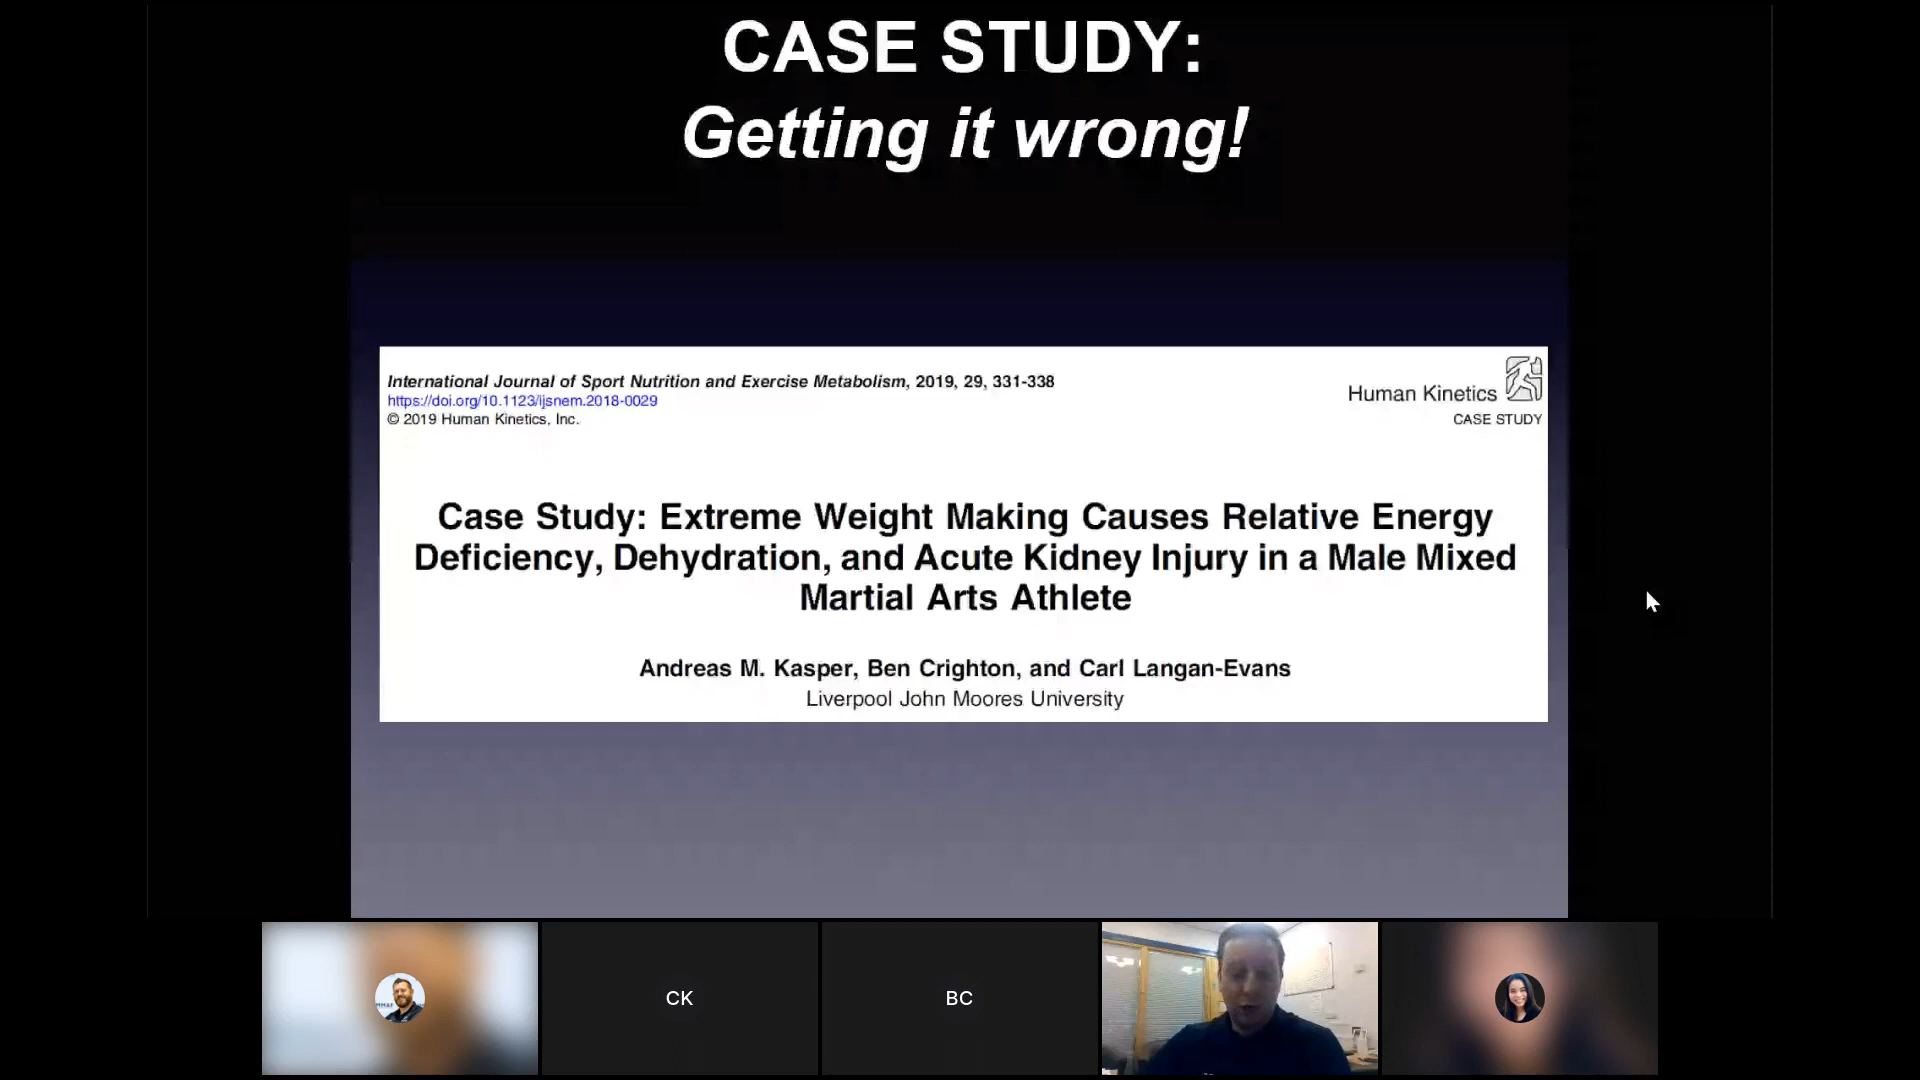 CASE STUDY:
Getting it wrong!
International Journal of Sport Nutrition and Exercise Metabolism, 2019, 29, 331-338
https://doi.org/10.1123/ijsnem.2018-0029
© 2019 Human Kinetics, Inc.
Human Kinetics
CASE STUDY
Case Study: Extreme Weight Making Causes Relative Energy
Deficiency, Dehydration, and Acute Kidney Injury in a Male Mixed
Martial Arts Athlete
Andreas M. Kasper, Ben Crighton, and Carl Langan-Evans
Liverpool John Moores University
CK
BC